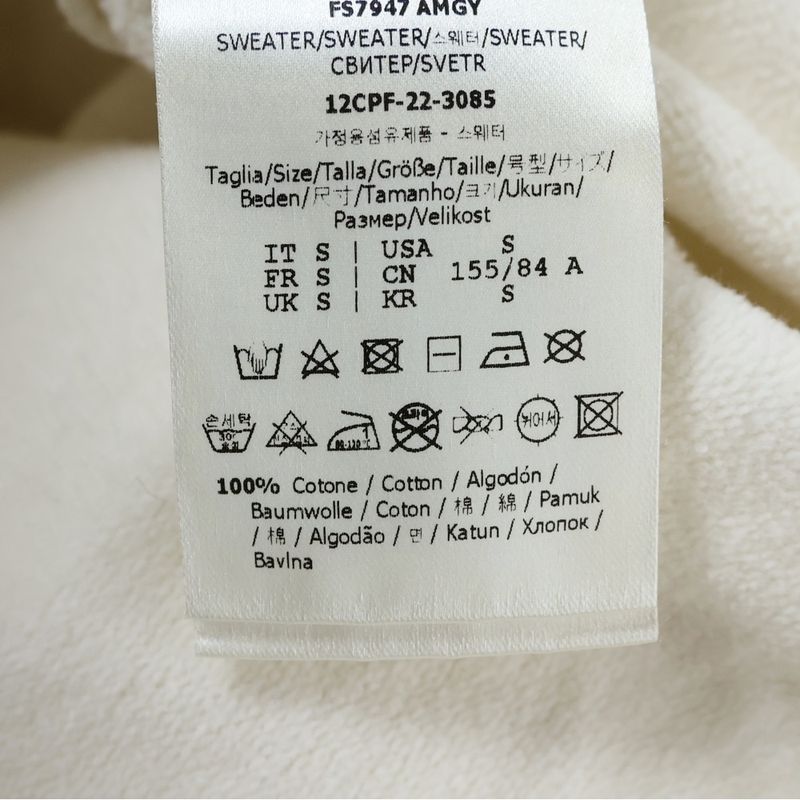 FS7947 AMGY
SWEATER/SWEATER/스웨터/SWEATER/
СВИТЕР/SVETR
12CPF-22-3085
가정용섬유제품 - 스웨터
Taglia/Size/Talla/Größe/Taille/号型/サイズ/
Beden/尺寸/Tamanho/크기/Ukuran/
Размер/Velikost
IT S | USA S
FR S | CN 155/84 A
UK S | KR S
손세탁
30°
뉘어서
100% Cotone / Cotton / Algodón /
Baumwolle / Coton / 棉 / 綿 / Pamuk
/ 棉 / Algodão / 면 / Katun / Хлопок /
Bavlna